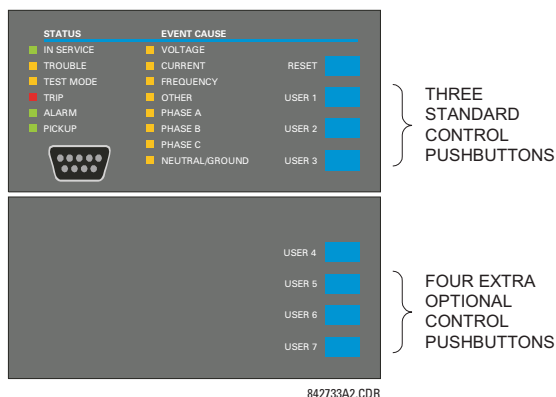 STATUS
IN SERVICE
TROUBLE
TEST MODE
TRIP
ALARM
PICKUP
EVENT CAUSE
VOLTAGE
CURRENT
FREQUENCY
OTHER
PHASE A
PHASE B
PHASE C
NEUTRAL/GROUND
RESET
USER 1
USER 2
USER 3
THREE
STANDARD
CONTROL
PUSHBUTTONS
USER 4
USER 5
USER 6
USER 7
FOUR EXTRA
OPTIONAL
CONTROL
PUSHBUTTONS
842733A2.CDR